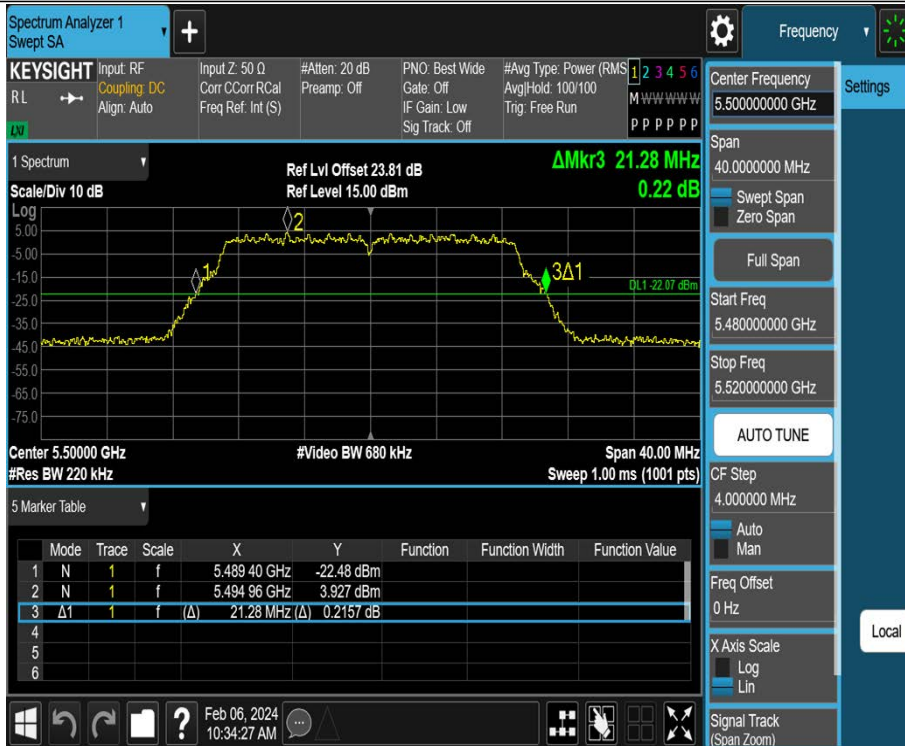 Spectrum Analyzer 1
Swept SA
+
Frequency
KEYSIGHT
RL
LXI
Input: RF
Coupling: DC
Align: Auto
Input Z: 50 Ω
Corr CCorr RCal
Freq Ref: Int (S)
#Atten: 20 dB
Preamp: Off
PNO: Best Wide
Gate: Off
IF Gain: Low
Sig Track: Off
#Avg Type: Power (RMS
Avg|Hold: 100/100
Trig: Free Run
1 2 3 4 5 6
M W W W W W
P P P P P P
1 Spectrum
Scale/Div 10 dB
Ref Lvl Offset 23.81 dB
Ref Level 15.00 dBm
ΔMkr3 21.28 MHz
0.22 dB
Log
5.00
-5.00
-15.0
-25.0
-35.0
-45.0
-55.0
-65.0
-75.0
1
2
3Δ1
DL1 -22.07 dBm
Center 5.50000 GHz
#Video BW 680 kHz
Span 40.00 MHz
#Res BW 220 kHz
Sweep 1.00 ms (1001 pts)
5 Marker Table
Mode Trace Scale X Y Function Function Width Function Value
1 N 1 f 5.489 40 GHz -22.48 dBm
2 N 1 f 5.494 96 GHz 3.927 dBm
3 Δ1 1 f (Δ) 21.28 MHz (Δ) 0.2157 dB
4
5
6
?
Feb 06, 2024
10:34:27 AM
Center Frequency
5.500000000 GHz
Span
40.0000000 MHz
Swept Span
Zero Span
Full Span
Start Freq
5.480000000 GHz
Stop Freq
5.520000000 GHz
AUTO TUNE
CF Step
4.000000 MHz
Auto
Man
Freq Offset
0 Hz
X Axis Scale
Log
Lin
Signal Track
(Span Zoom)
Settings
Local